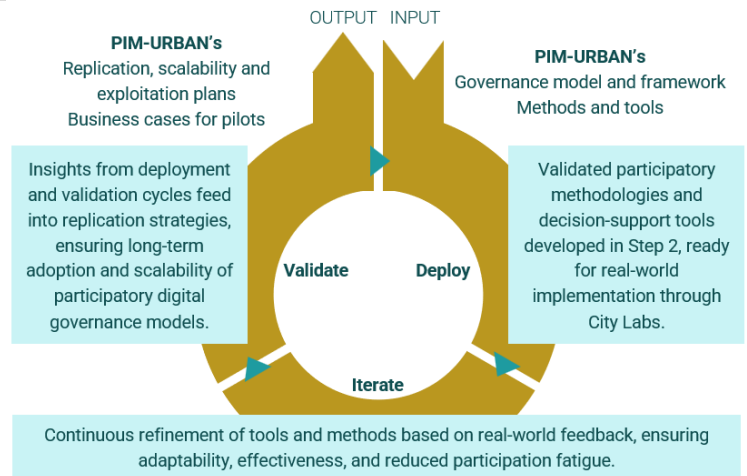 OUTPUT INPUT
PIM-URBAN's
Replication, scalability and
exploitation plans
Business cases for pilots
PIM-URBAN's
Governance model and framework
Methods and tools
Insights from deployment
and validation cycles feed
into replication strategies,
ensuring long-term
adoption and scalability of
participatory digital
governance models.
Validated participatory
methodologies and
decision-support tools
developed in Step 2, ready
for real-world
implementation through
City Labs.
Validate
Deploy
Iterate
Continuous refinement of tools and methods based on real-world feedback, ensuring
adaptability, effectiveness, and reduced participation fatigue.